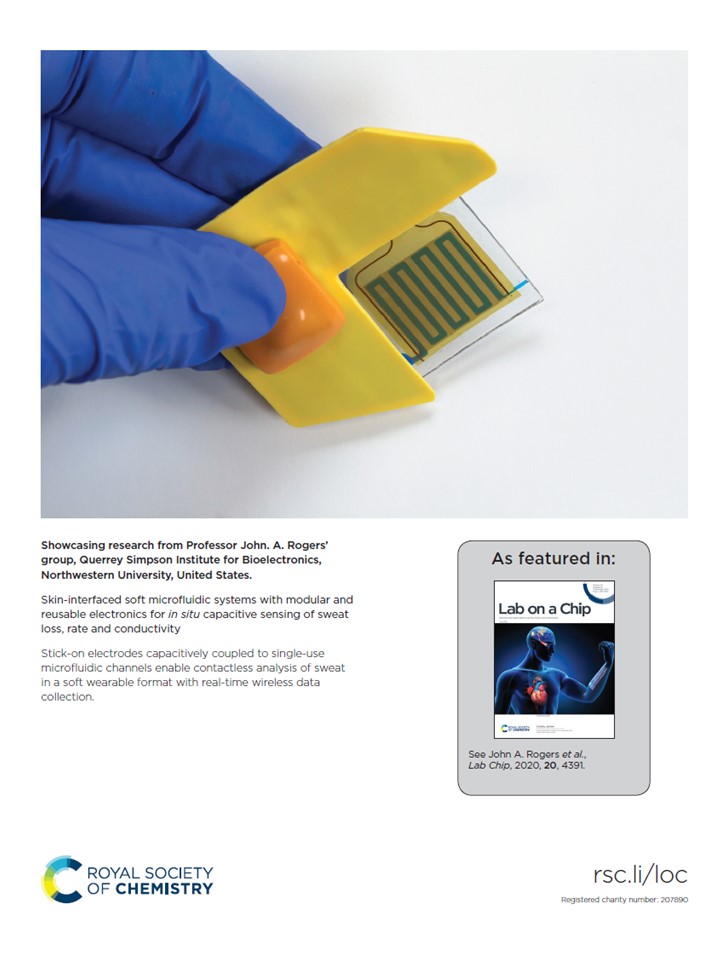 Showcasing research from Professor John. A. Rogers'
group, Querrey Simpson Institute for Bioelectronics,
Northwestern University, United States.
Skin-interfaced soft microfluidic systems with modular and
reusable electronics for in situ capacitive sensing of sweat
loss, rate and conductivity
Stick-on electrodes capacitively coupled to single-use
microfluidic channels enable contactless analysis of sweat
in a soft wearable format with real-time wireless data
collection.
As featured in:
Lab on a Chip
ROYAL SOCIETY
OF CHEMISTRY
See John A. Rogers et al.,
Lab Chip, 2020, 20, 4391.
ROYAL SOCIETY
OF CHEMISTRY
rsc.li/loc
Registered charity number: 207890